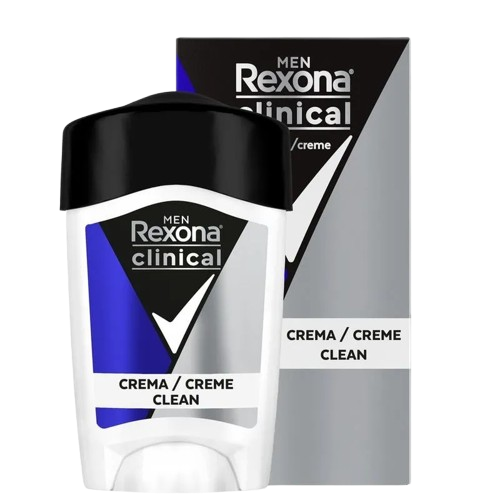 MEN
Rexona®
clinical
/creme
CREMA / CREME
CLEAN
MEN
Rexona®
clinical
CREMA / CREME
CLEAN